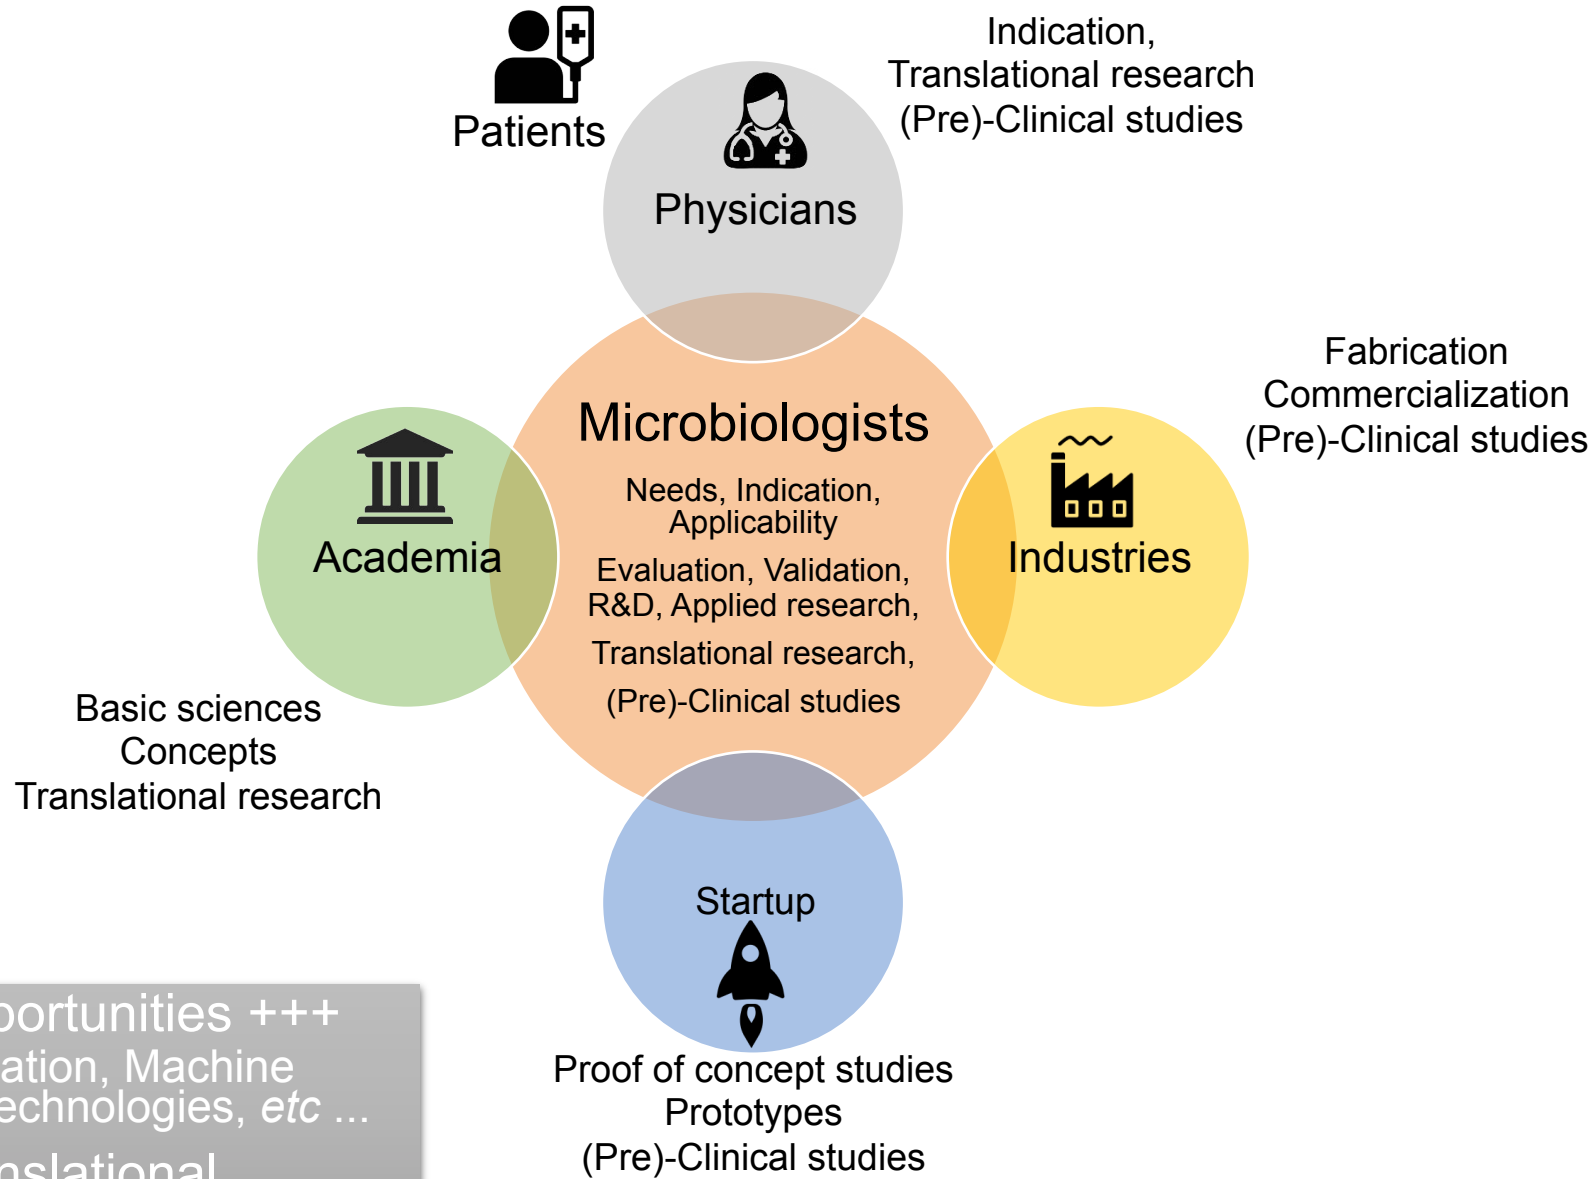 Patients
Indication,
Translational research
(Pre)-Clinical studies
Physicians
Fabrication
Commercialization
(Pre)-Clinical studies
Microbiologists
Needs, Indication,
Applicability
Evaluation, Validation,
R&D, Applied research,
Translational research,
(Pre)-Clinical studies
Academia
Industries
Basic sciences
Concepts
Translational research
Startup
Proof of concept studies
Prototypes
(Pre)-Clinical studies
portunities +++
ation, Machine
echnologies, etc ...
nslational